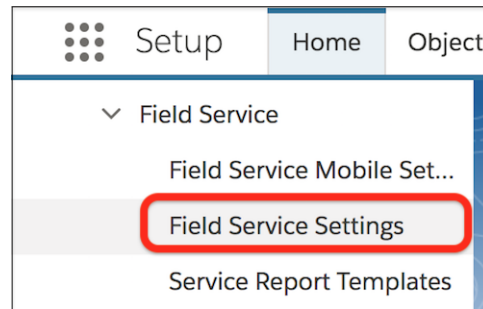 Setup Home Object
Field Service
Field Service Mobile Set...
Field Service Settings
Service Report Templates